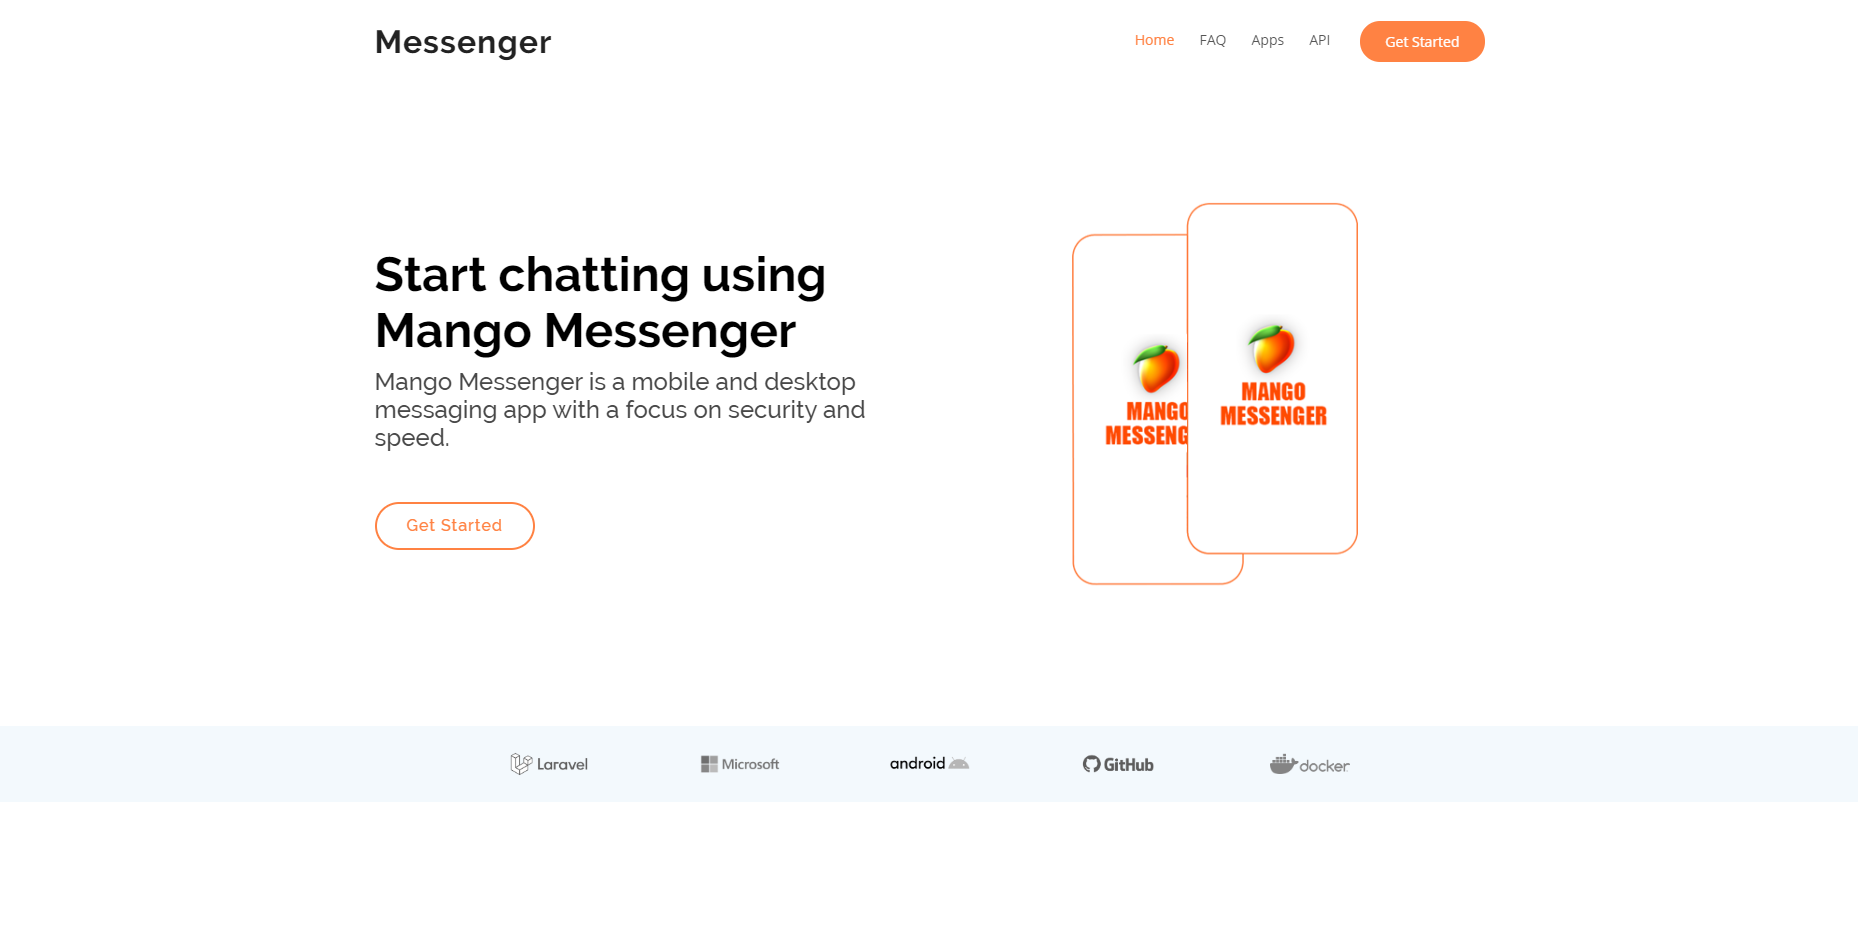 Messenger
Home
FAQ
Apps
API
Get Started
Start chatting using
Mango Messenger
Mango Messenger is a mobile and desktop
messaging app with a focus on security and
speed.
Get Started
MANGO
MESSENG
MANGO
MESSENGER
Laravel
Microsoft
android
GitHub
docker